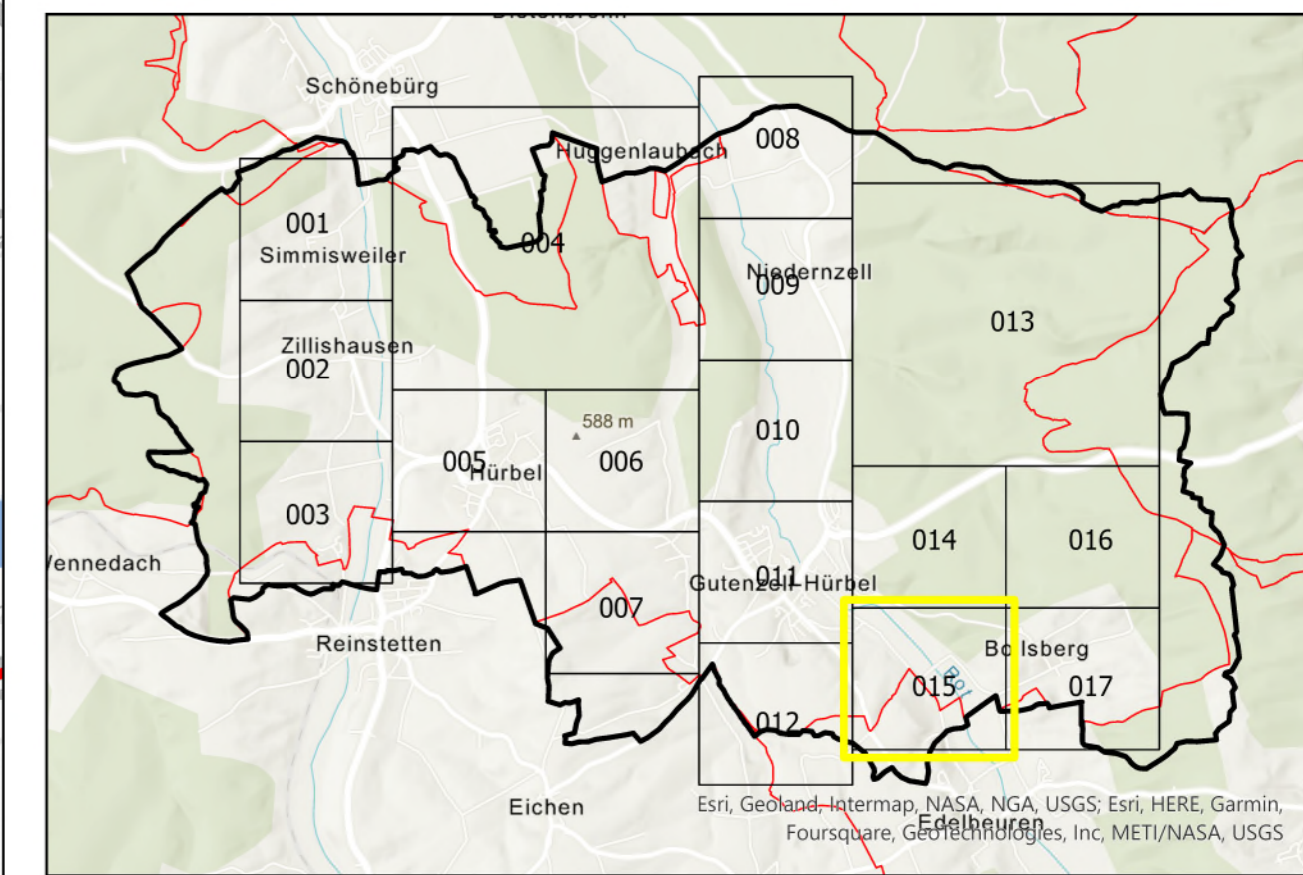 Schönebürg
008
Huggenlaubach
001
004
Simmisweiler
Niedernzell
009
013
Zillishausen
002
588 m
010
005
006
Hürbel
003
014
016
Wennedach
011
Gutenzell-Hürbel
007
Reinstetten
Bollsberg
015
Rot
017
012
Eichen
Esri, Geoland, Intermap, NASA, NGA, USGS; Esri, HERE, Garmin,
Edelbeuren
Foursquare, GeoTechnologies, Inc, METI/NASA, USGS